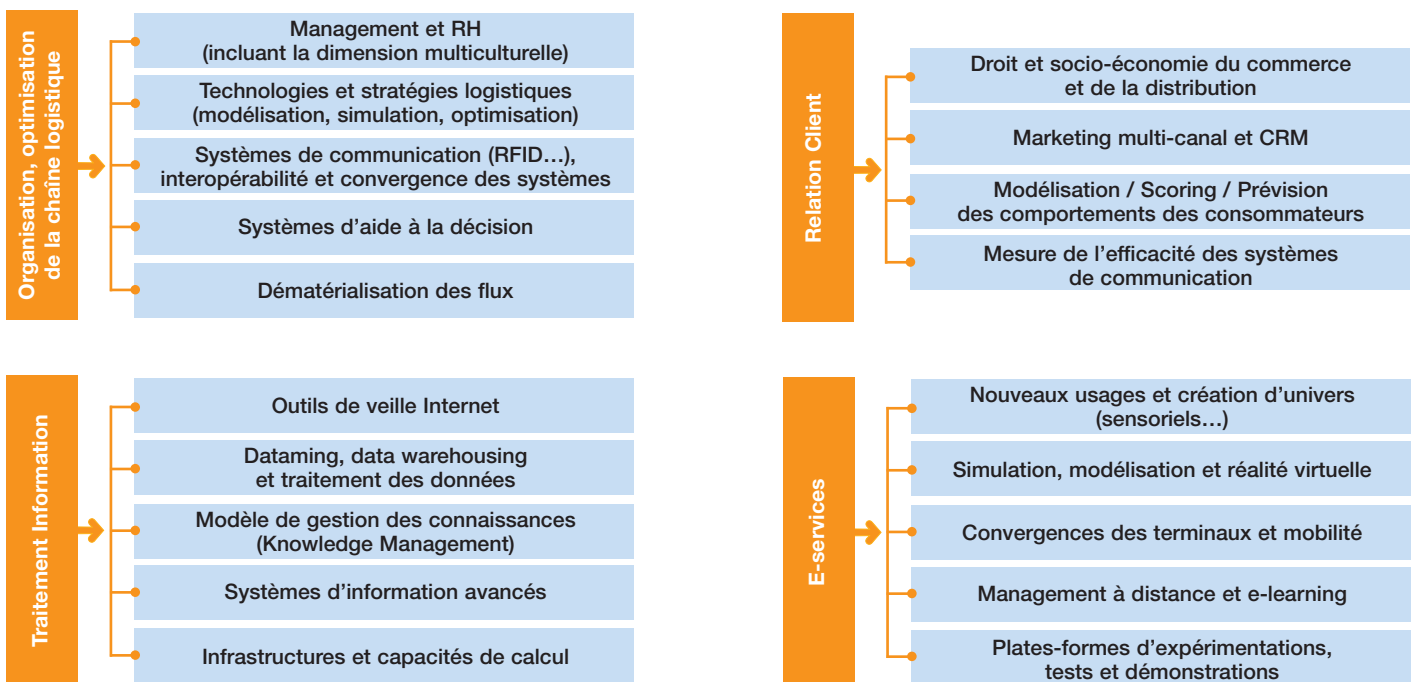 Organisation, optimisation
de la chaîne logistique
Management et RH
(incluant la dimension multiculturelle)
Technologies et stratégies logistiques
(modélisation, simulation, optimisation)
Systèmes de communication (RFID…),
interopérabilité et convergence des systèmes
Systèmes d’aide à la décision
Dématérialisation des flux
Relation Client
Droit et socio-économie du commerce
et de la distribution
Marketing multi-canal et CRM
Modélisation / Scoring / Prévision
des comportements des consommateurs
Mesure de l’efficacité des systèmes
de communication
Traitement Information
Outils de veille Internet
Dataming, data warehousing
et traitement des données
Modèle de gestion des connaissances
(Knowledge Management)
Systèmes d’information avancés
Infrastructures et capacités de calcul
E-services
Nouveaux usages et création d’univers
(sensoriels…)
Simulation, modélisation et réalité virtuelle
Convergences des terminaux et mobilité
Management à distance et e-learning
Plates-formes d’expérimentations,
tests et démonstrations